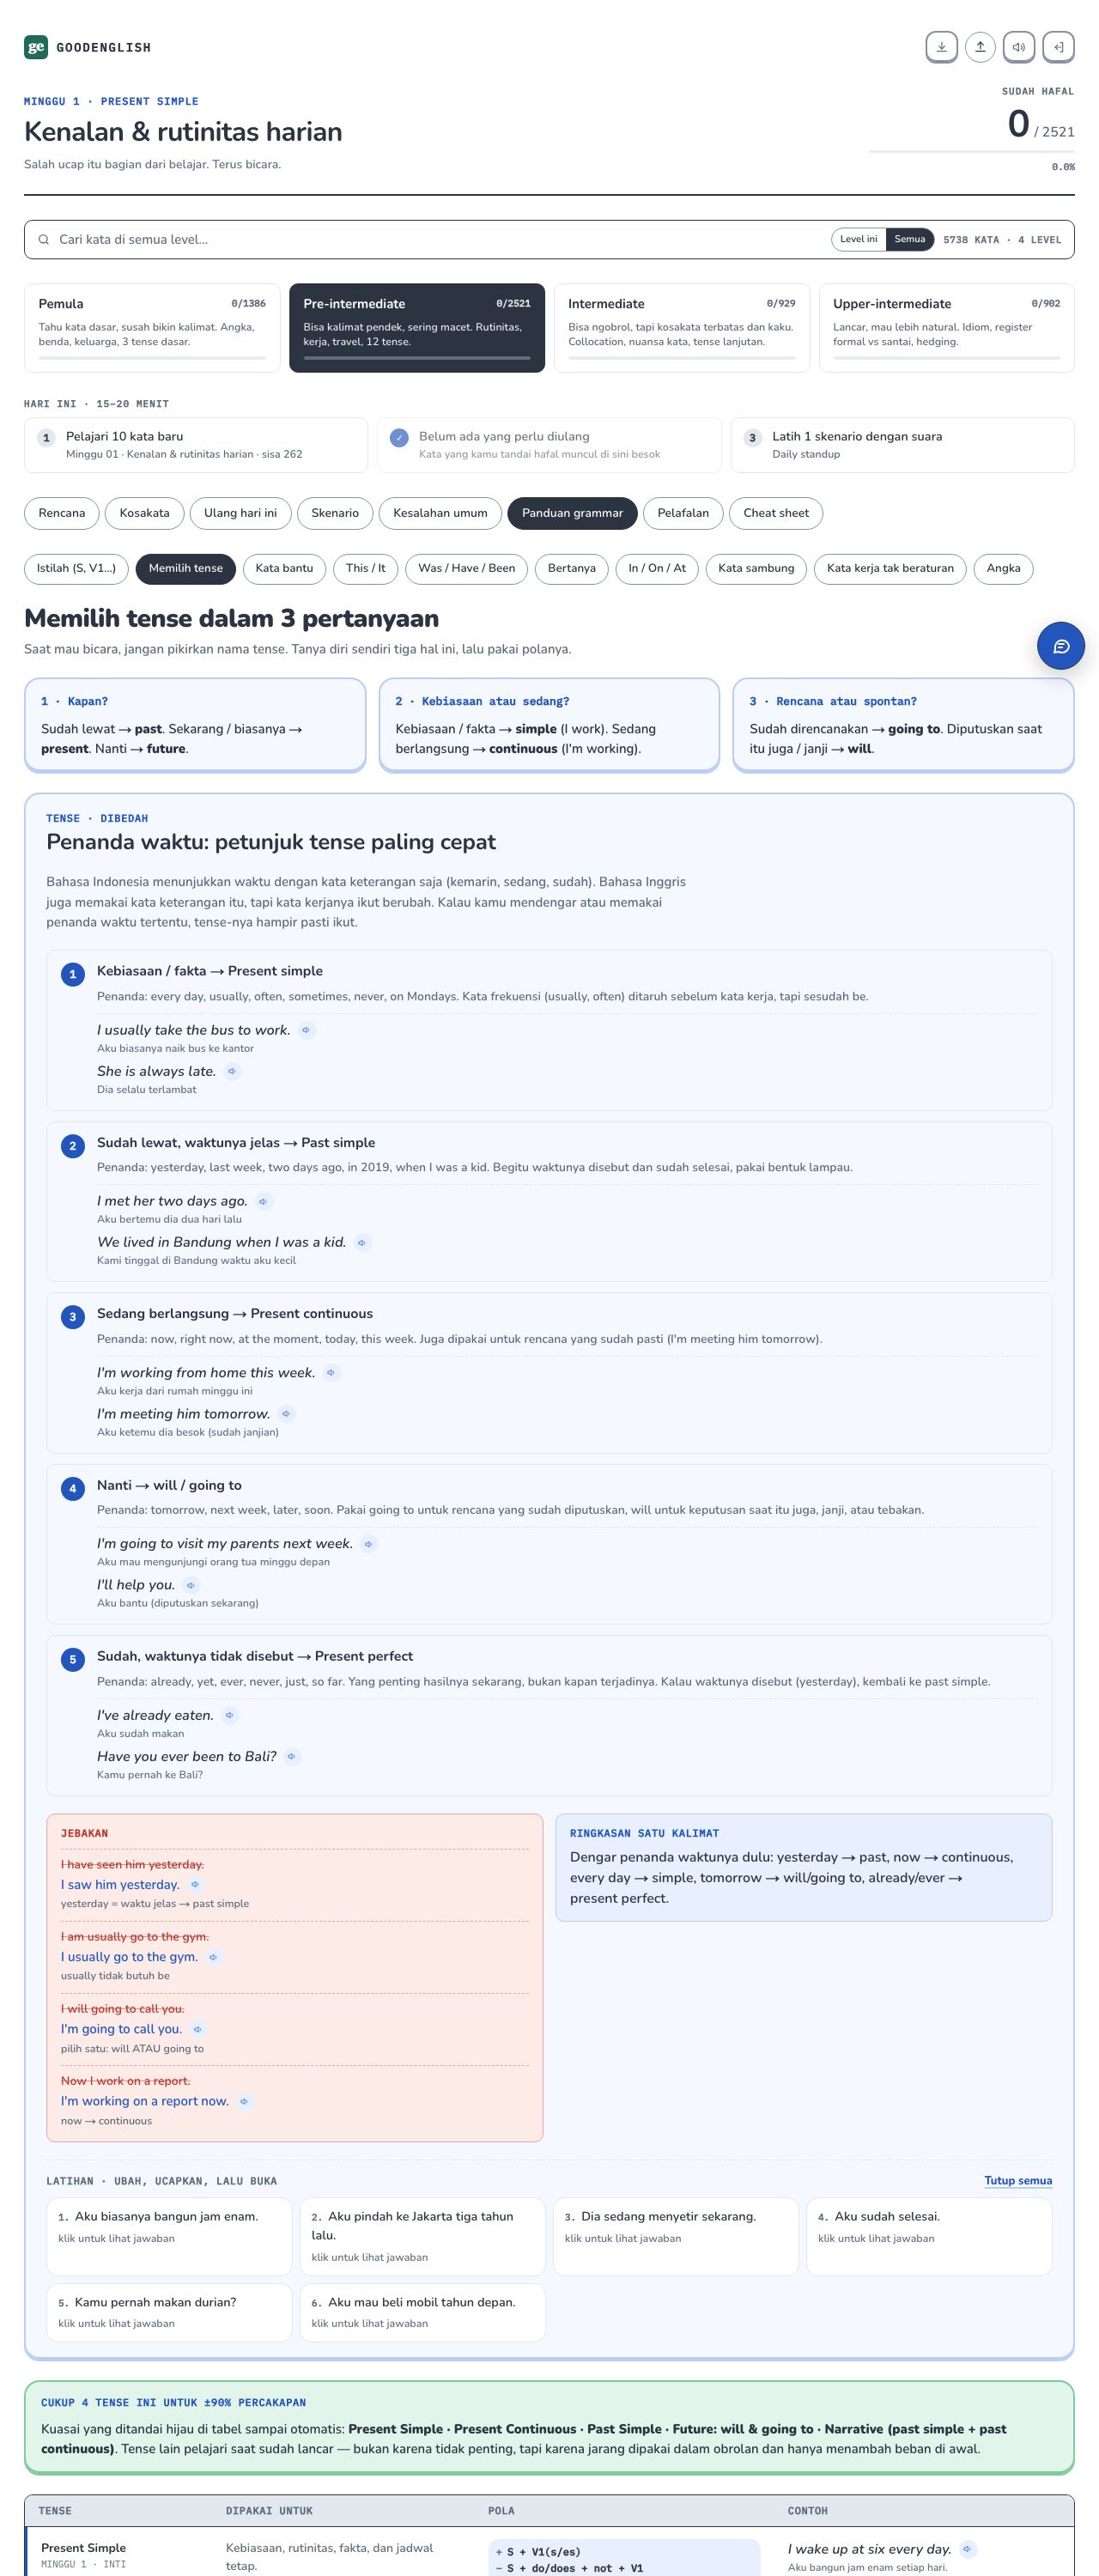 ge GOODENGLISH
MINGGU 1 · PRESENT SIMPLE
Kenalan & rutinitas harian
Salah ucap itu bagian dari belajar. Terus bicara.
SUDAH HAFAL
0 / 2521
0.0%
Cari kata di semua level...
Level ini
Semua
5738 KATA · 4 LEVEL
Pemula 0/1386
Tahu kata dasar, susah bikin kalimat. Angka,
benda, keluarga, 3 tense dasar.
Pre-intermediate 0/2521
Bisa kalimat pendek, sering macet. Rutinitas,
kerja, travel, 12 tense.
Intermediate 0/929
Bisa ngobrol, tapi kosakata terbatas dan kaku.
Collocation, nuansa kata, tense lanjutan.
Upper-intermediate 0/902
Lancar, mau lebih natural. Idiom, register
formal vs santai, hedging.
HARI INI · 15–20 MENIT
1 Pelajari 10 kata baru
Minggu 01 · Kenalan & rutinitas harian · sisa 262
✓ Belum ada yang perlu diulang
Kata yang kamu tandai hafal muncul di sini besok
3 Latih 1 skenario dengan suara
Daily standup
Rencana Kosakata Ulang hari ini Skenario Kesalahan umum Panduan grammar Pelafalan Cheat sheet
Istilah (S, V1...) Memilih tense Kata bantu This / It Was / Have / Been Bertanya In / On / At Kata sambung Kata kerja tak beraturan Angka
Memilih tense dalam 3 pertanyaan
Saat mau bicara, jangan pikirkan nama tense. Tanya diri sendiri tiga hal ini, lalu pakai polanya.
1 · Kapan?
Sudah lewat → past. Sekarang / biasanya →
present. Nanti → future.
2 · Kebiasaan atau sedang?
Kebiasaan / fakta → simple (I work). Sedang
berlangsung → continuous (I'm working).
3 · Rencana atau spontan?
Sudah direncanakan → going to. Diputuskan saat
itu juga / janji → will.
TENSE · DIBEDAH
Penanda waktu: petunjuk tense paling cepat
Bahasa Indonesia menunjukkan waktu dengan kata keterangan saja (kemarin, sedang, sudah). Bahasa Inggris
juga memakai kata keterangan itu, tapi kata kerjanya ikut berubah. Kalau kamu mendengar atau memakai
penanda waktu tertentu, tense-nya hampir pasti ikut.
1 Kebiasaan / fakta → Present simple
Penanda: every day, usually, often, sometimes, never, on Mondays. Kata frekuensi (usually, often) ditaruh sebelum kata kerja, tapi sesudah be.
I usually take the bus to work.
Aku biasanya naik bus ke kantor
She is always late.
Dia selalu terlambat
2 Sudah lewat, waktunya jelas → Past simple
Penanda: yesterday, last week, two days ago, in 2019, when I was a kid. Begitu waktunya disebut dan sudah selesai, pakai bentuk lampau.
I met her two days ago.
Aku bertemu dia dua hari lalu
We lived in Bandung when I was a kid.
Kami tinggal di Bandung waktu aku kecil
3 Sedang berlangsung → Present continuous
Penanda: now, right now, at the moment, today, this week. Juga dipakai untuk rencana yang sudah pasti (I'm meeting him tomorrow).
I'm working from home this week.
Aku kerja dari rumah minggu ini
I'm meeting him tomorrow.
Aku ketemu dia besok (sudah janjian)
4 Nanti → will / going to
Penanda: tomorrow, next week, later, soon. Pakai going to untuk rencana yang sudah diputuskan, will untuk keputusan saat itu juga, janji, atau tebakan.
I'm going to visit my parents next week.
Aku mau mengunjungi orang tua minggu depan
I'll help you.
Aku bantu (diputuskan sekarang)
5 Sudah, waktunya tidak disebut → Present perfect
Penanda: already, yet, ever, never, just, so far. Yang penting hasilnya sekarang, bukan kapan terjadinya. Kalau waktunya disebut (yesterday), kembali ke past simple.
I've already eaten.
Aku sudah makan
Have you ever been to Bali?
Kamu pernah ke Bali?
JEBAKAN
I have seen him yesterday.
I saw him yesterday.
yesterday = waktu jelas → past simple
I am usually go to the gym.
I usually go to the gym.
usually tidak butuh be
I will going to call you.
I'm going to call you.
pilih satu: will ATAU going to
Now I work on a report.
I'm working on a report now.
now → continuous
RINGKASAN SATU KALIMAT
Dengar penanda waktunya dulu: yesterday → past, now → continuous,
every day → simple, tomorrow → will/going to, already/ever →
present perfect.
LATIHAN · UBAH, UCAPKAN, LALU BUKA
Tutup semua
1. Aku biasanya bangun jam enam.
klik untuk lihat jawaban
2. Aku pindah ke Jakarta tiga tahun
lalu.
klik untuk lihat jawaban
3. Dia sedang menyetir sekarang.
klik untuk lihat jawaban
4. Aku sudah selesai.
klik untuk lihat jawaban
5. Kamu pernah makan durian?
klik untuk lihat jawaban
6. Aku mau beli mobil tahun depan.
klik untuk lihat jawaban
CUKUP 4 TENSE INI UNTUK ±90% PERCAKAPAN
Kuasai yang ditandai hijau di tabel sampai otomatis: Present Simple · Present Continuous · Past Simple · Future: will & going to · Narrative (past simple + past
continuous). Tense lain pelajari saat sudah lancar — bukan karena tidak penting, tapi karena jarang dipakai dalam obrolan dan hanya menambah beban di awal.
TENSE DIPAKAI UNTUK POLA CONTOH
Present Simple
MINGGU 1 · INTI
Kebiasaan, rutinitas, fakta, dan jadwal
tetap.
+ S + V1(s/es)
− S + do/does + not + V1
I wake up at six every day.
Aku bangun jam enam setiap hari.